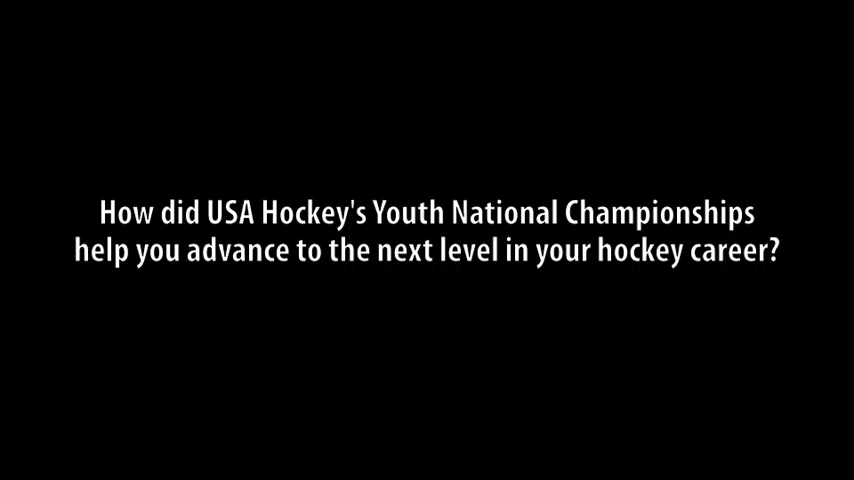 How did USA Hockey's Youth National Championships
help you advance to the next level in your hockey career?